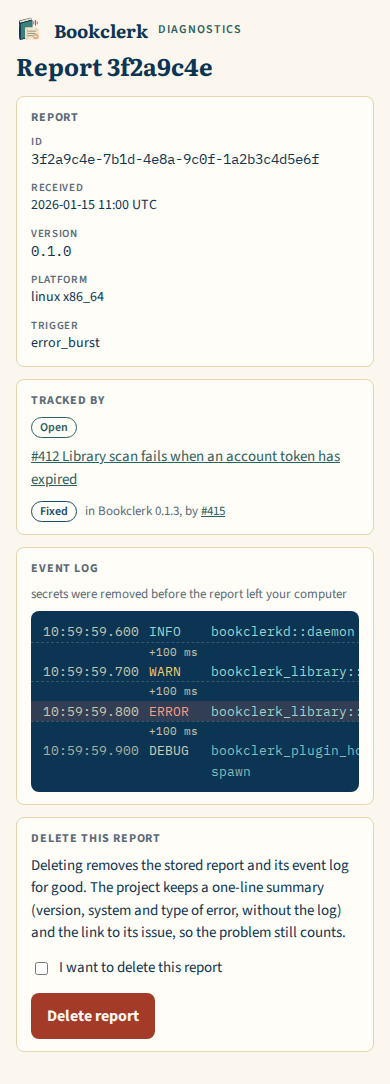 Bookclerk DIAGNOSTICS
Report 3f2a9c4e
REPORT
ID
3f2a9c4e-7b1d-4e8a-9c0f-1a2b3c4d5e6f
RECEIVED
2026-01-15 11:00 UTC
VERSION
0.1.0
PLATFORM
linux x86_64
TRIGGER
error_burst
TRACKED BY
Open
#412 Library scan fails when an account token has
expired
Fixed in Bookclerk 0.1.3, by #415
EVENT LOG
secrets were removed before the report left your computer
10:59:59.600 INFO bookclerkd::daemon
+100 ms
10:59:59.700 WARN bookclerk_library::
+100 ms
10:59:59.800 ERROR bookclerk_library::
+100 ms
10:59:59.900 DEBUG bookclerk_plugin_ho
spawn
DELETE THIS REPORT
Deleting removes the stored report and its event log
for good. The project keeps a one-line summary
(version, system and type of error, without the log)
and the link to its issue, so the problem still counts.
I want to delete this report
Delete report